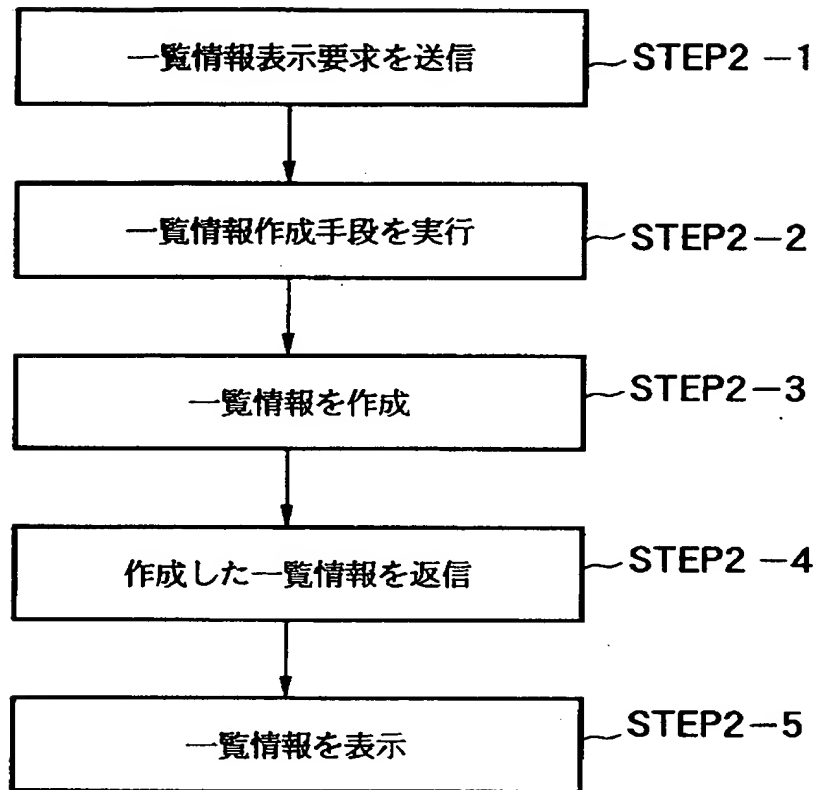 一覧情報表示要求を送信
STEP2－1
一覧情報作成手段を実行
STEP2－2
一覧情報を作成
STEP2－3
作成した一覧情報を返信
STEP2－4
一覧情報を表示
STEP2－5